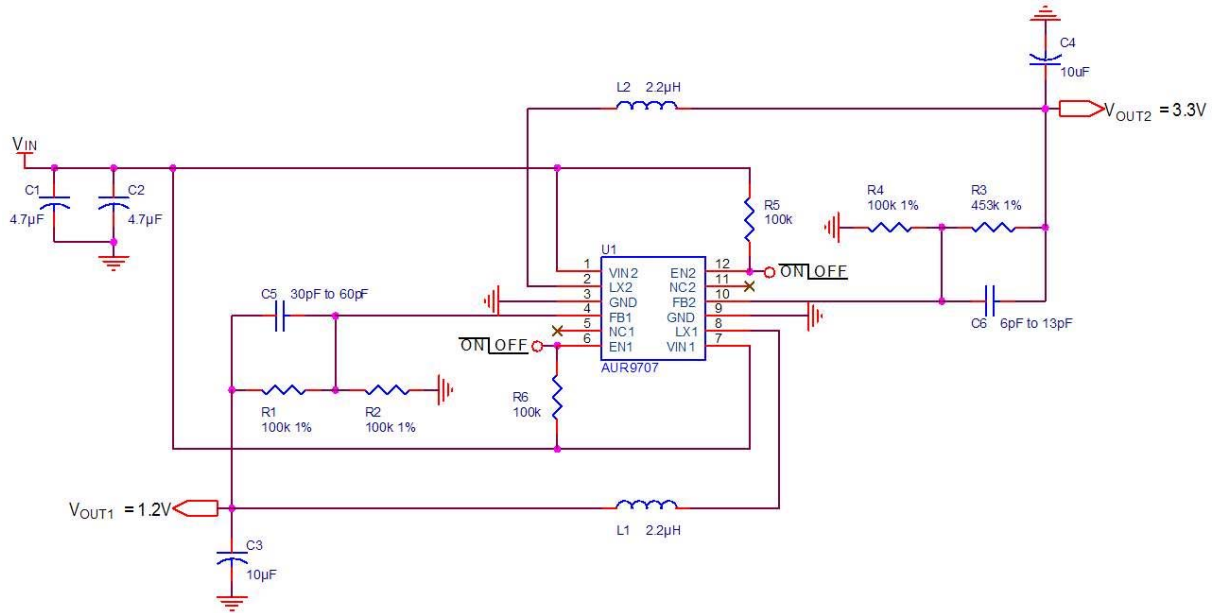 C4
10uF
L2 2.2µH
VOUT2 = 3.3V
VIN
C1
4.7µF
C2
4.7µF
R5
100k
R4
100k 1%
R3
453k 1%
U1
1 VIN2 EN2 12
2 LX2 NC2 11
3 GND FB2 10
4 FB1 GND 9
5 NC1 LX1 8
6 EN1 VIN1 7
AUR9707
ON OFF
C6 6pF to 13pF
C5 30pF to 60pF
ON OFF
R1
100k 1%
R2
100k 1%
R6
100k
VOUT1 = 1.2V
L1 2.2µH
C3
10µF